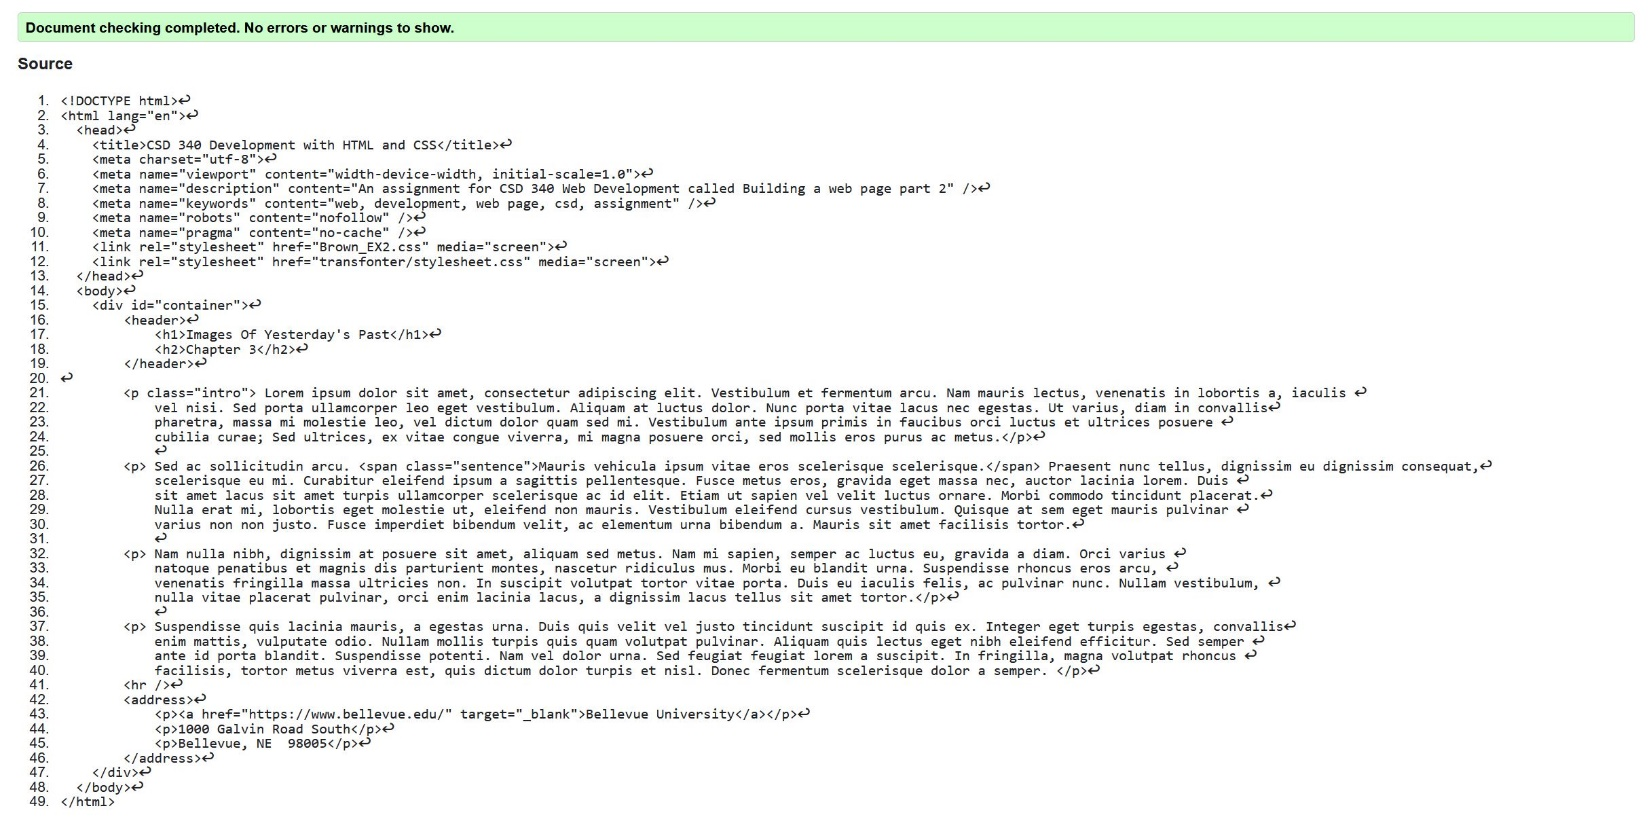 Document checking completed. No errors or warnings to show.
Source
1. <!DOCTYPE html>↩
2. <html lang="en">↩
3. <head>↩
4. <title>CSD 340 Development with HTML and CSS</title>↩
5. <meta charset="utf-8">↩
6. <meta name="viewport" content="width-device-width, initial-scale=1.0">↩
7. <meta name="description" content="An assignment for CSD 340 Web Development called Building a web page part 2" />↩
8. <meta name="keywords" content="web, development, web page, csd, assignment" />↩
9. <meta name="robots" content="nofollow" />↩
10. <meta name="pragma" content="no-cache" />↩
11. <link rel="stylesheet" href="Brown_EX2.css" media="screen">↩
12. <link rel="stylesheet" href="transfonter/stylesheet.css" media="screen">↩
13. </head>↩
14. <body>↩
15. <div id="container">↩
16. <header>↩
17. <h1>Images Of Yesterday's Past</h1>↩
18. <h2>Chapter 3</h2>↩
19. </header>↩
20. ↩
21. <p class="intro"> Lorem ipsum dolor sit amet, consectetur adipiscing elit. Vestibulum et fermentum arcu. Nam mauris lectus, venenatis in lobortis a, iaculis ↩
22. vel nisi. Sed porta ullamcorper leo eget vestibulum. Aliquam at luctus dolor. Nunc porta vitae lacus nec egestas. Ut varius, diam in convallis↩
23. pharetra, massa mi molestie leo, vel dictum dolor quam sed mi. Vestibulum ante ipsum primis in faucibus orci luctus et ultrices posuere ↩
24. cubilia curae; Sed ultrices, ex vitae congue viverra, mi magna posuere orci, sed mollis eros purus ac metus.</p>↩
25. ↩
26. <p> Sed ac sollicitudin arcu. <span class="sentence">Mauris vehicula ipsum vitae eros scelerisque scelerisque.</span> Praesent nunc tellus, dignissim eu dignissim consequat,↩
27. scelerisque eu mi. Curabitur eleifend ipsum a sagittis pellentesque. Fusce metus eros, gravida eget massa nec, auctor lacinia lorem. Duis ↩
28. sit amet lacus sit amet turpis ullamcorper scelerisque ac id elit. Etiam ut sapien vel velit luctus ornare. Morbi commodo tincidunt placerat.↩
29. Nulla erat mi, lobortis eget molestie ut, eleifend non mauris. Vestibulum eleifend cursus vestibulum. Quisque at sem eget mauris pulvinar ↩
30. varius non non justo. Fusce imperdiet bibendum velit, ac elementum urna bibendum a. Mauris sit amet facilisis tortor.↩
31. ↩
32. <p> Nam nulla nibh, dignissim at posuere sit amet, aliquam sed metus. Nam mi sapien, semper ac luctus eu, gravida a diam. Orci varius ↩
33. natoque penatibus et magnis dis parturient montes, nascetur ridiculus mus. Morbi eu blandit urna. Suspendisse rhoncus eros arcu, ↩
34. venenatis fringilla massa ultricies non. In suscipit volutpat tortor vitae porta. Duis eu iaculis felis, ac pulvinar nunc. Nullam vestibulum, ↩
35. nulla vitae placerat pulvinar, orci enim lacinia lacus, a dignissim lacus tellus sit amet tortor.</p>↩
36. ↩
37. <p> Suspendisse quis lacinia mauris, a egestas urna. Duis quis velit vel justo tincidunt suscipit id quis ex. Integer eget turpis egestas, convallis↩
38. enim mattis, vulputate odio. Nullam mollis turpis quis quam volutpat pulvinar. Aliquam quis lectus eget nibh eleifend efficitur. Sed semper ↩
39. ante id porta blandit. Suspendisse potenti. Nam vel dolor urna. Sed feugiat feugiat lorem a suscipit. In fringilla, magna volutpat rhoncus ↩
40. facilisis, tortor metus viverra est, quis dictum dolor turpis et nisl. Donec fermentum scelerisque dolor a semper. </p>↩
41. <hr />↩
42. <address>↩
43. <p><a href="https://www.bellevue.edu/" target="_blank">Bellevue University</a></p>↩
44. <p>1000 Galvin Road South</p>↩
45. <p>Bellevue, NE  98005</p>↩
46. </address>↩
47. </div>↩
48. </body>↩
49. </html>